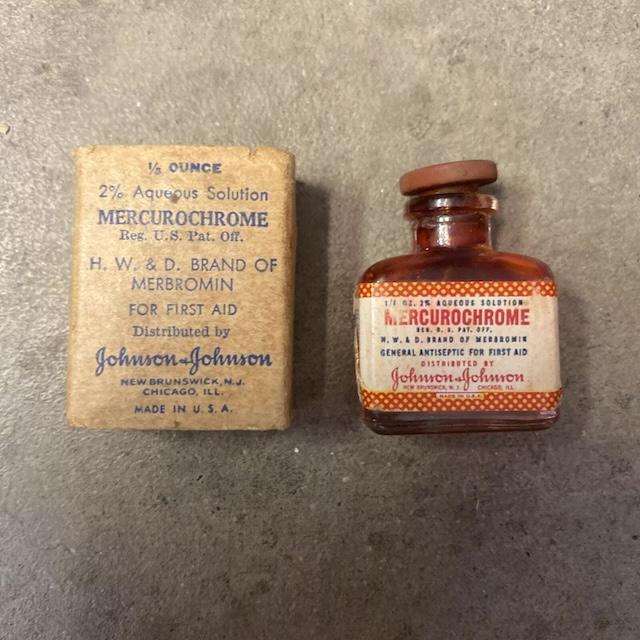 1/8 OUNCE
2% Aqueous Solution
MERCUROCHROME
Reg. U.S. Pat. Off.
H. W. & D. BRAND OF
MERBROMIN
FOR FIRST AID
Distributed by
Johnson & Johnson
NEW BRUNSWICK, N.J.
CHICAGO, ILL.
MADE IN U.S.A.
OZ. 2% AQUEOUS SOLUTION
MERCUROCHROME
REG. U.S. PAT. OFF.
H. W. & D. BRAND OF MERBROMIN
GENERAL ANTISEPTIC FOR FIRST AID
DISTRIBUTED BY
Johnson & Johnson
NEW BRUNSWICK, N.J. CHICAGO, ILL.
MADE IN U.S.A.